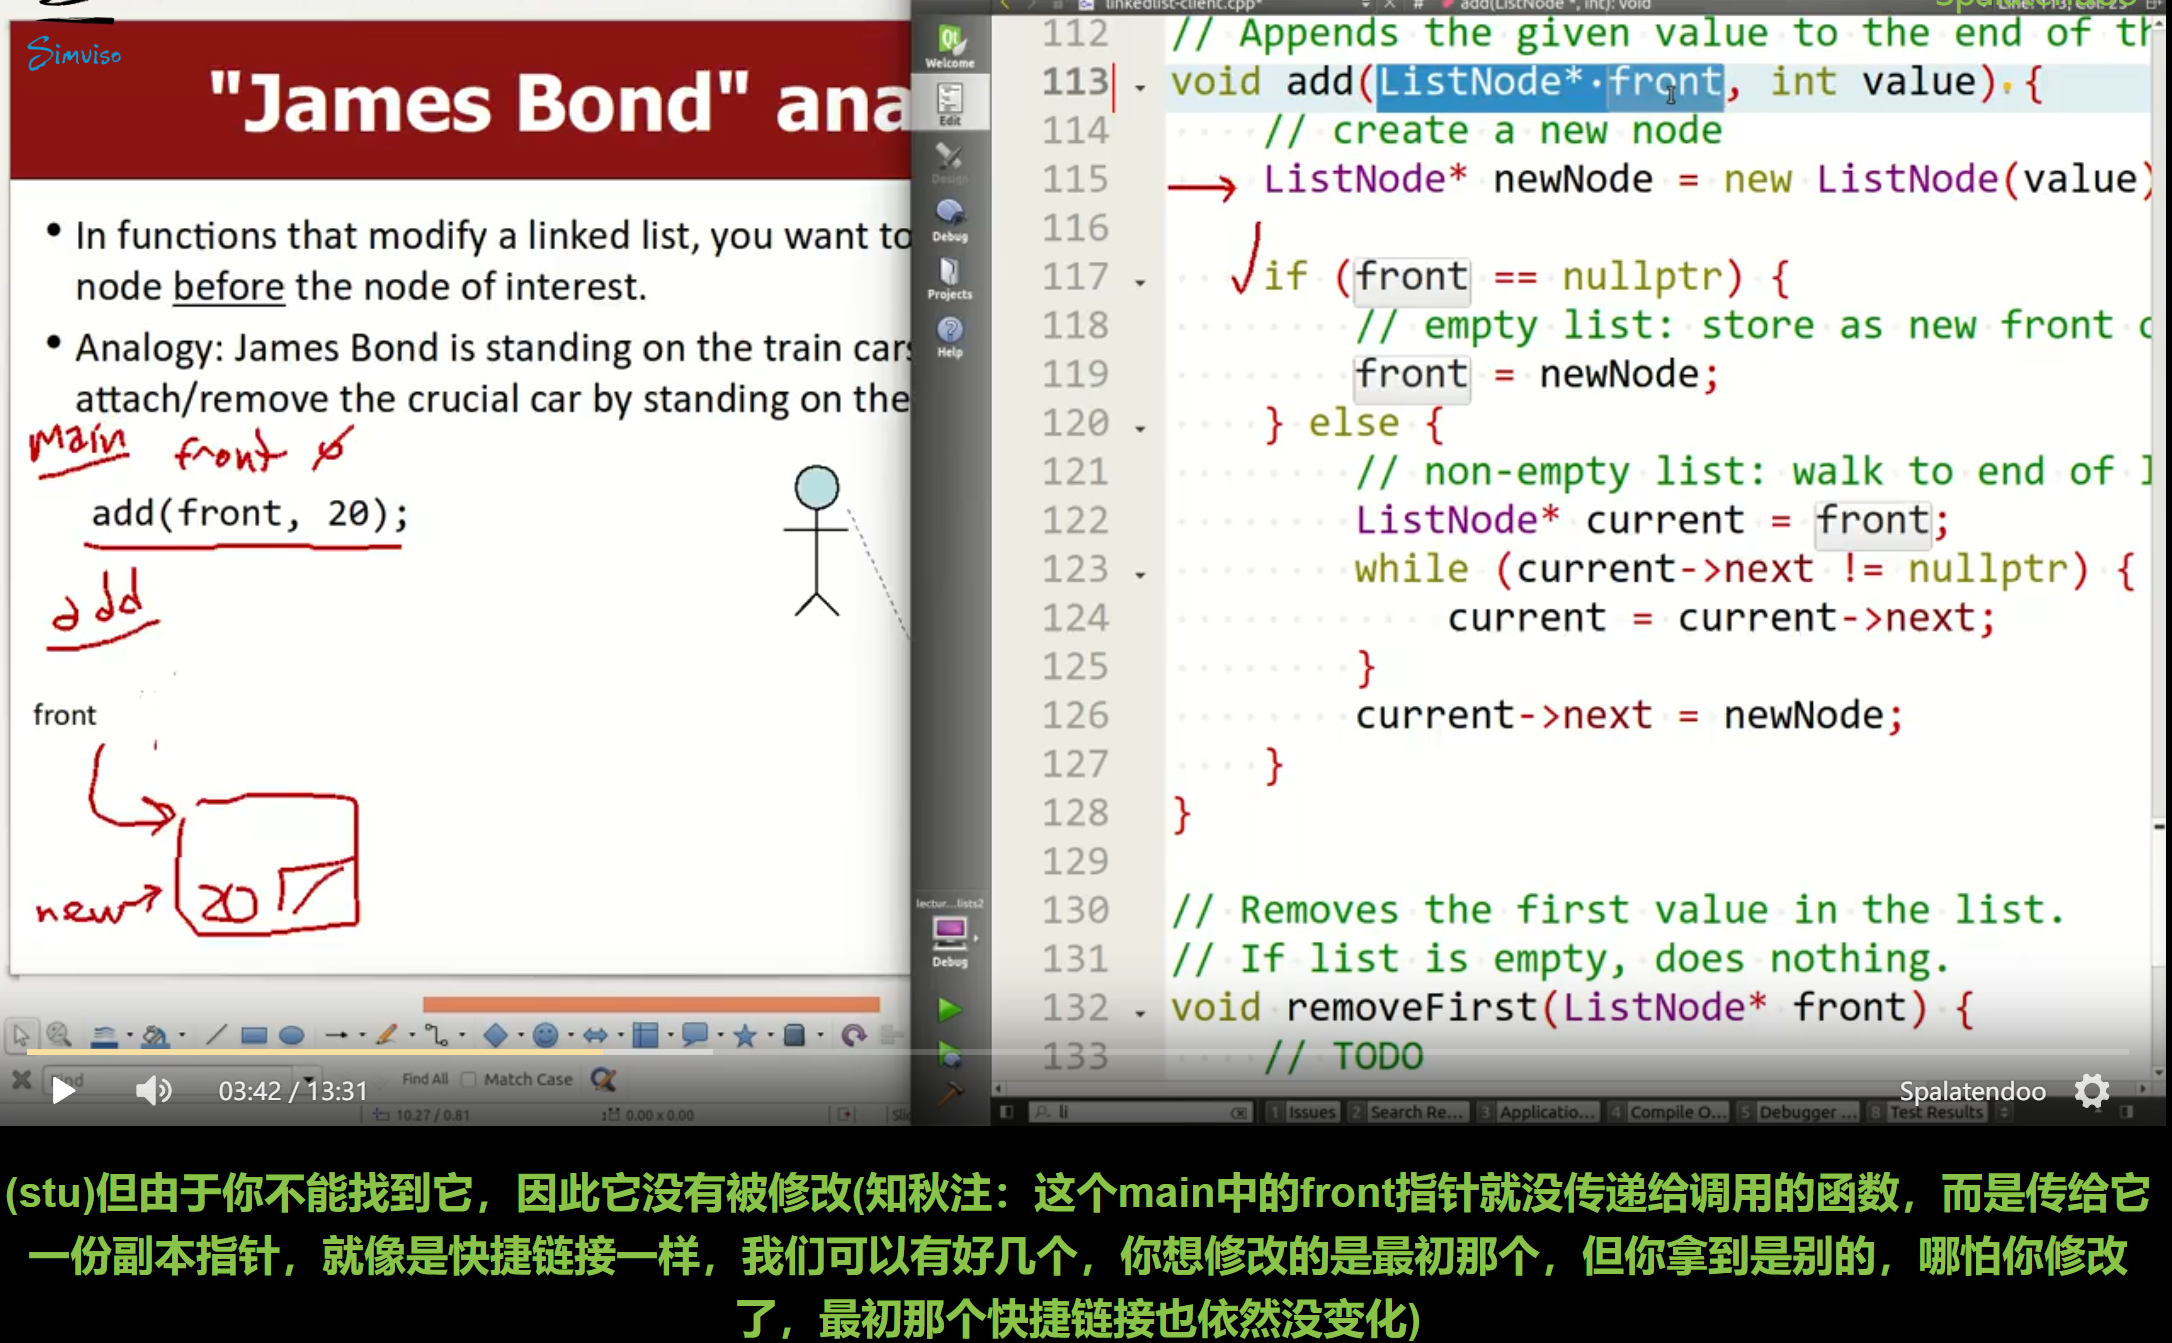 linkedlist-client.cpp*
add(ListNode *, int): void
Spalatendoo
Simviso
"James Bond" ana
• In functions that modify a linked list, you want to
node before the node of interest.
• Analogy: James Bond is standing on the train cars
attach/remove the crucial car by standing on the
main front
add(front, 20);
add
front
new 20
Welcome
Edit
Design
Debug
Projects
Help
lectur...lists2
Debug
112 // Appends the given value to the end of th
113 void add(ListNode* front, int value) {
114 // create a new node
115 ListNode* newNode = new ListNode(value)
116
117 if (front == nullptr) {
118 // empty list: store as new front
119 front = newNode;
120 } else {
121 // non-empty list: walk to end of l
122 ListNode* current = front;
123 while (current->next != nullptr) {
124 current = current->next;
125 }
126 current->next = newNode;
127 }
128 }
129
130 // Removes the first value in the list.
131 // If list is empty, does nothing.
132 void removeFirst(ListNode* front) {
133 // TODO
Find
Find All Match Case
03:42 / 13:31
Spalatendoo
10.27 / 0.81 0.00 x 0.00
li
1 Issues 2 Search Re... 3 Applicatio... 4 Compile O... 5 Debugger ... 8 Test Results
(stu)但由于你不能找到它，因此它没有被修改(知秋注：这个main中的front指针就没传递给调用的函数，而是传给它
一份副本指针，就像是快捷链接一样，我们可以有好几个，你想修改的是最初那个，但你拿到是别的，哪怕你修改
了，最初那个快捷链接也依然没变化)